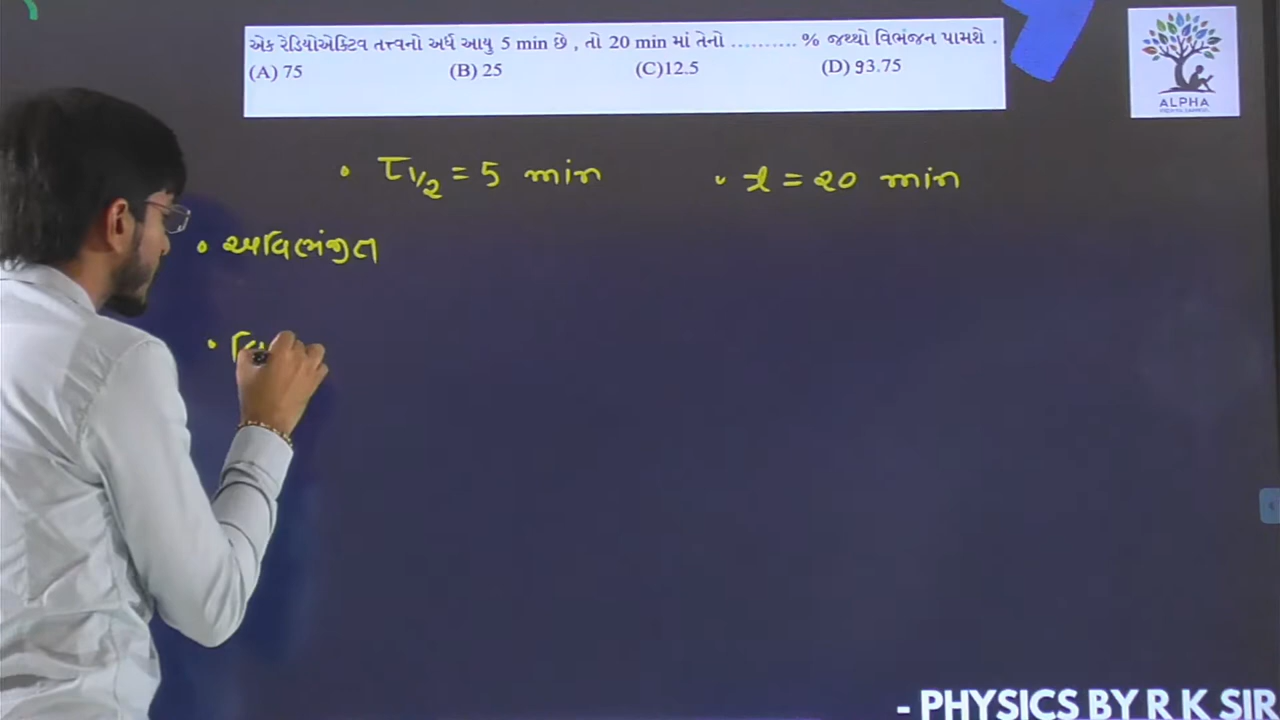 એક રેડિયોએક્ટિવ તત્ત્વનો અર્ધ આયુ 5 min છે , તો 20 min માં તેનો .......... % જથ્થો વિભંજન પામશે .
(A) 75 (B) 25 (C)12.5 (D) 93.75
ALPHA
• τ1/2 = 5 min • t = 20 min
• અવિભંજીત
• વિ
- PHYSICS BY R K SIR